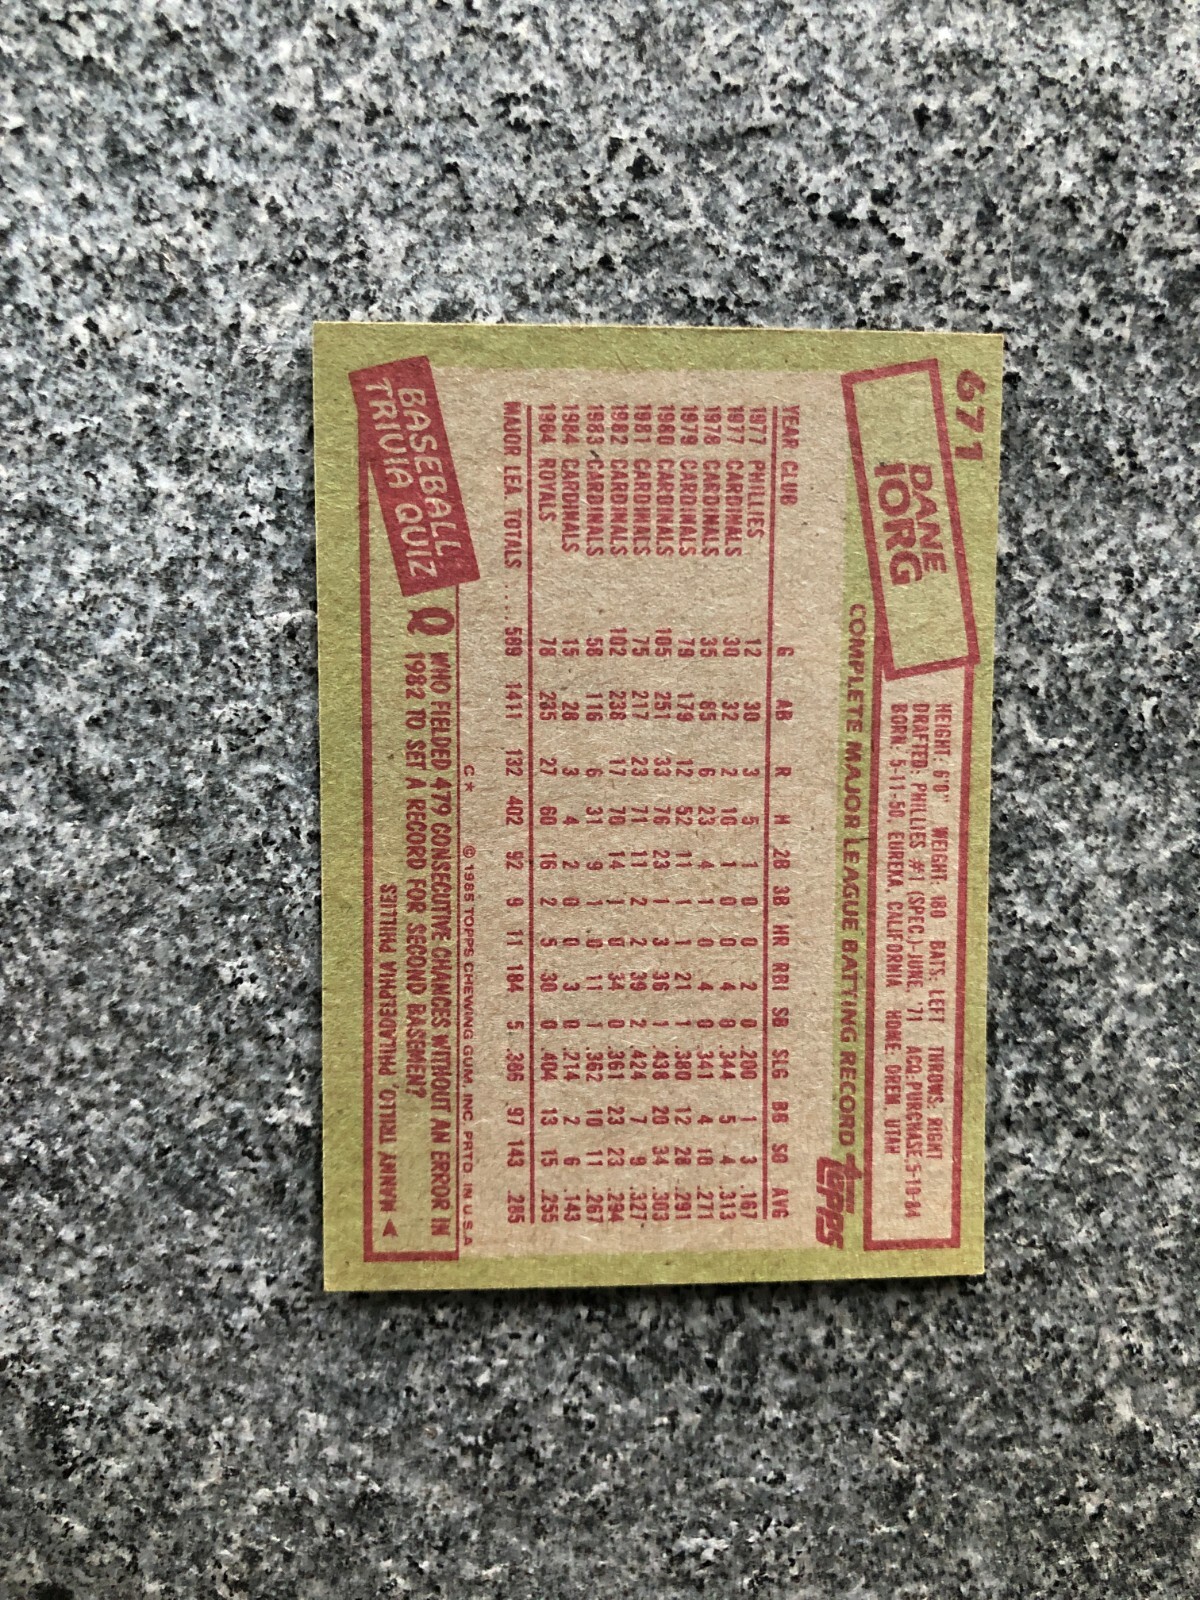 671
DANE
IORG
HEIGHT: 6'0" WEIGHT: 180 BATS: LEFT THROWS: RIGHT
DRAFTED: PHILLIES #1 (SPEC.)-JUNE, '71 ACQ:PURCHASE,5-10-84
BORN: 5-11-50, EUREKA, CALIFORNIA HOME: OREM, UTAH
COMPLETE MAJOR LEAGUE BATTING RECORD topps
YEAR CLUB G AB R H 2B 3B HR RBI SB SLG BB SO AVG
1977 PHILLIES 12 30 3 5 1 0 0 2 0 .200 1 3 .167
1977 CARDINALS 30 32 2 10 1 0 0 4 0 .344 5 4 .313
1978 CARDINALS 35 85 6 23 4 1 0 4 0 .341 4 10 .271
1979 CARDINALS 79 179 12 52 11 1 1 21 1 .380 12 28 .291
1980 CARDINALS 105 251 33 76 23 1 3 36 1 .438 20 34 .303
1981 CARDINALS 75 217 23 71 11 2 2 39 2 .424 7 9 .327
1982 CARDINALS 102 238 17 70 14 1 0 34 0 .361 23 23 .294
1983 CARDINALS 58 116 6 31 9 1 0 11 1 .362 10 11 .267
1984 CARDINALS 15 28 3 4 2 0 0 3 0 .214 2 6 .143
1984 ROYALS 78 235 27 60 16 2 5 30 0 .404 13 15 .255
MAJOR LEA. TOTALS . . . 589 1411 132 402 92 9 11 184 5 .386 97 143 .285
C* © 1985 TOPPS CHEWING GUM, INC. PRTD. IN U.S.A.
BASEBALL
TRIVIA QUIZ
Q WHO FIELDED 479 CONSECUTIVE CHANCES WITHOUT AN ERROR IN
1982 TO SET A RECORD FOR SECOND BASEMEN?
MANNY TRILLO, PHILADELPHIA PHILLIES